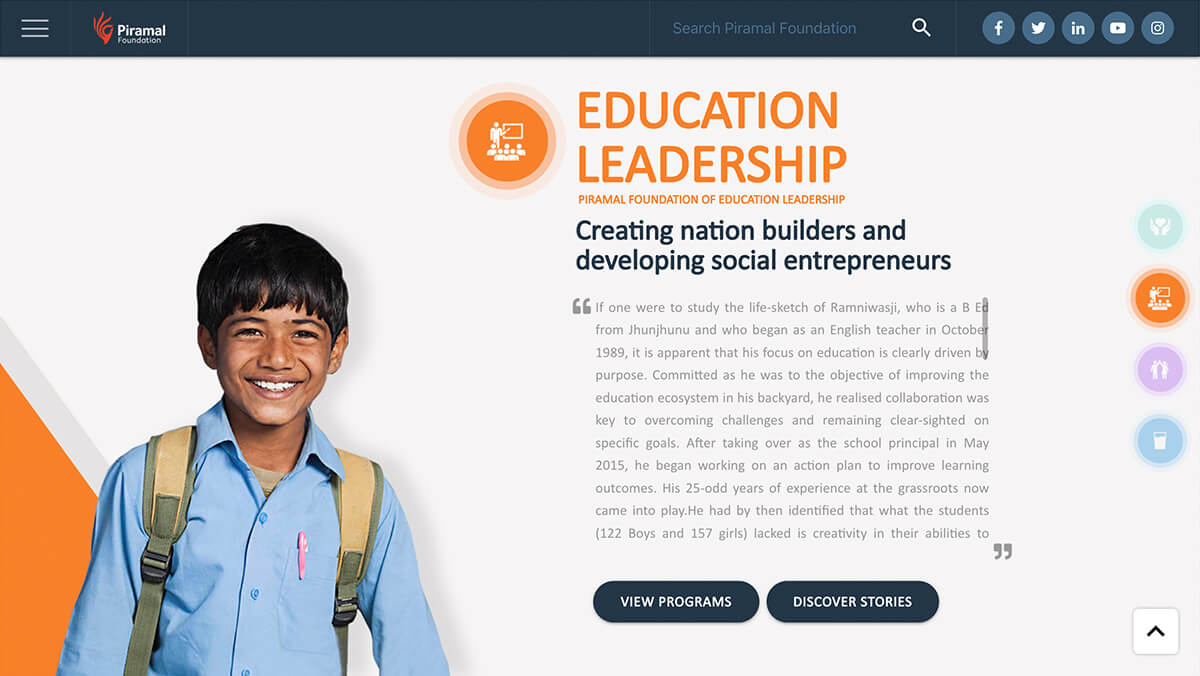 Piramal
Foundation
Search Piramal Foundation
EDUCATION
LEADERSHIP
PIRAMAL FOUNDATION OF EDUCATION LEADERSHIP
Creating nation builders and
developing social entrepreneurs
“ If one were to study the life-sketch of Ramniwasji, who is a B Ed
from Jhunjhunu and who began as an English teacher in October
1989, it is apparent that his focus on education is clearly driven by
purpose. Committed as he was to the objective of improving the
education ecosystem in his backyard, he realised collaboration was
key to overcoming challenges and remaining clear-sighted on
specific goals. After taking over as the school principal in May
2015, he began working on an action plan to improve learning
outcomes. His 25-odd years of experience at the grassroots now
came into play.He had by then identified that what the students
(122 Boys and 157 girls) lacked is creativity in their abilities to
”
VIEW PROGRAMS
DISCOVER STORIES